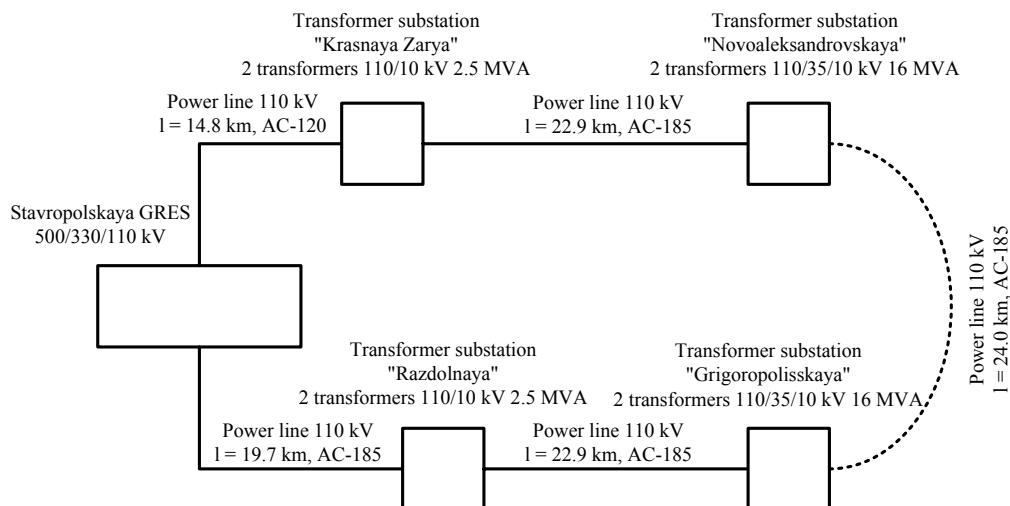 Transformer substation
"Krasnaya Zarya"
2 transformers 110/10 kV 2.5 MVA
Transformer substation
"Novoaleksandrovskaya"
2 transformers 110/35/10 kV 16 MVA
Power line 110 kV
l = 14.8 km, AC-120
Power line 110 kV
l = 22.9 km, AC-185
Stavropolskaya GRES
500/330/110 kV
Power line 110 kV
l = 24.0 km, AC-185
Transformer substation
"Razdolnaya"
2 transformers 110/10 kV 2.5 MVA
Transformer substation
"Grigoropolisskaya"
2 transformers 110/35/10 kV 16 MVA
Power line 110 kV
l = 19.7 km, AC-185
Power line 110 kV
l = 22.9 km, AC-185